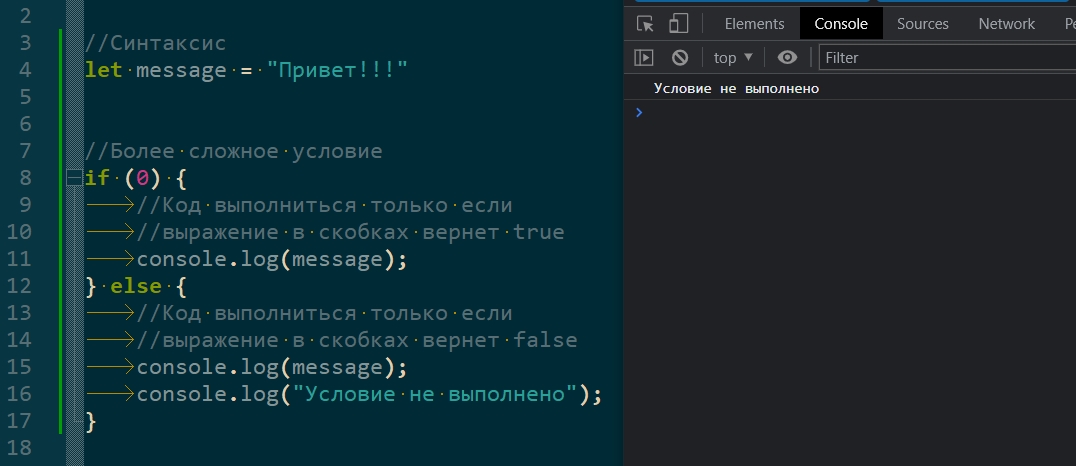 2
3 //Синтаксис
4 let message = "Привет!!!"
5
6
7 //Более сложное условие
8 if (0) {
9 //Код выполниться только если
10 //выражение в скобках вернет true
11 console.log(message);
12 } else {
13 //Код выполниться только если
14 //выражение в скобках вернет false
15 console.log(message);
16 console.log("Условие не выполнено");
17 }
18
Elements Console Sources Network
top Filter
Условие не выполнено